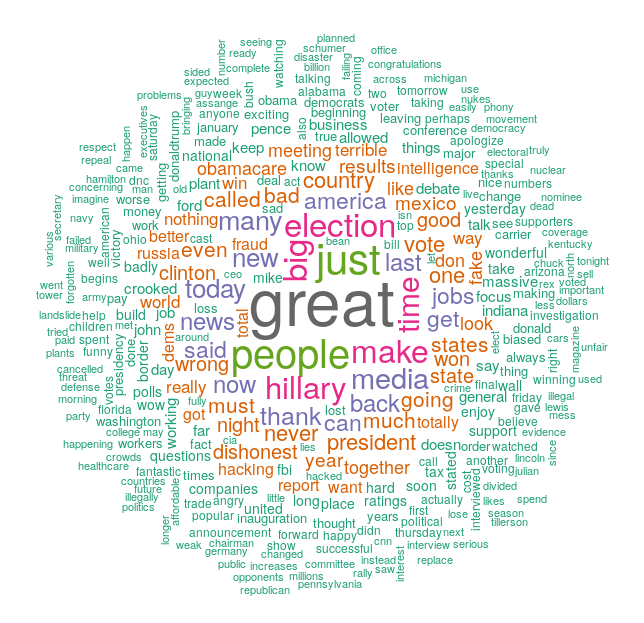 planned
seeing
schumer
office
number
ready
disaster
watching
failing
congratulations
sided
complete
billion
coming
across
michigan
expected
talking
problems
guy
week
bush
alabama
two
tomorrow
use
bringing
assange
obama
democrats
taking
nukes
executives
saturday
anyone
exciting
beginning
voter
easily
phony
january
also
leaving
perhaps
movement
happen
donaldtrump
pence
business
conference
democracy
respect
made
true
allowed
apologize
getting
keep
meeting
terrible
things
major
electoral
truly
repeal
came
national
obamacare
know
results
intelligence
special
nuclear
hamilton
dnc
old
plant
win
deal
act
country
like
debate
thanks
nice
numbers
concerning
man
called
bad
america
mexico
live
change
nominee
imagine
worse
ford
sad
isn
yesterday
dead
secretary
navy
money
nothing
many
election
top
good
talk
see
supporters
various
work
better
cast
fraud
bean
bill
vote
way
carrier
coverage
failed
american
ohio
russia
even
new
big
just
last
don
fake
take
arizona
kentucky
military
victory
clinton
mike
let
one
massive
chuck
north
tonight
forgotten
well
badly
ceo
begins
crooked
today
great
time
jobs
focus
rex
sell
went
world
loss
get
making
voted
important
tower
army
pay
build
job
news
total
look
indiana
less
dollars
landslide
help
met
john
dems
around
states
donald
investigation
tried
children
border
said
people
make
elect
biased
cars
magazine
unfair
paid
spent
presidency
done
wrong
media
won
always
right
plants
funny
day
now
hillary
state
say
thing
cancelled
votes
really
back
going
crime
final
wall
winning
used
threat
polls
fully
general
friday
illegal
defense
wow
must
thank
can
much
enjoy
gave
lewis
morning
florida
got
lost
totally
believe
mess
party
washington
working
night
never
president
support
evidence
college
may
far
cia
dishonest
lies
doesn
order
watched
happening
workers
fact
year
together
call
stated
another
lincoln
since
crowds
questions
hacking
fbi
tax
cost
voting
julian
healthcare
fantastic
times
hacked
report
want
hard
soon
interviewed
divided
countries
companies
actually
likes
spend
future
affordable
angry
little
long
place
ratings
first
season
illegally
trade
united
years
political
lose
tillerson
politics
popular
inauguration
thought
didn
thursday
next
longer
announcement
forward
happy
cnn
interview
serious
weak
chairman
show
successful
instead
interest
replace
germany
changed
committee
saw
public
increases
millions
rally
opponents
pennsylvania
republican